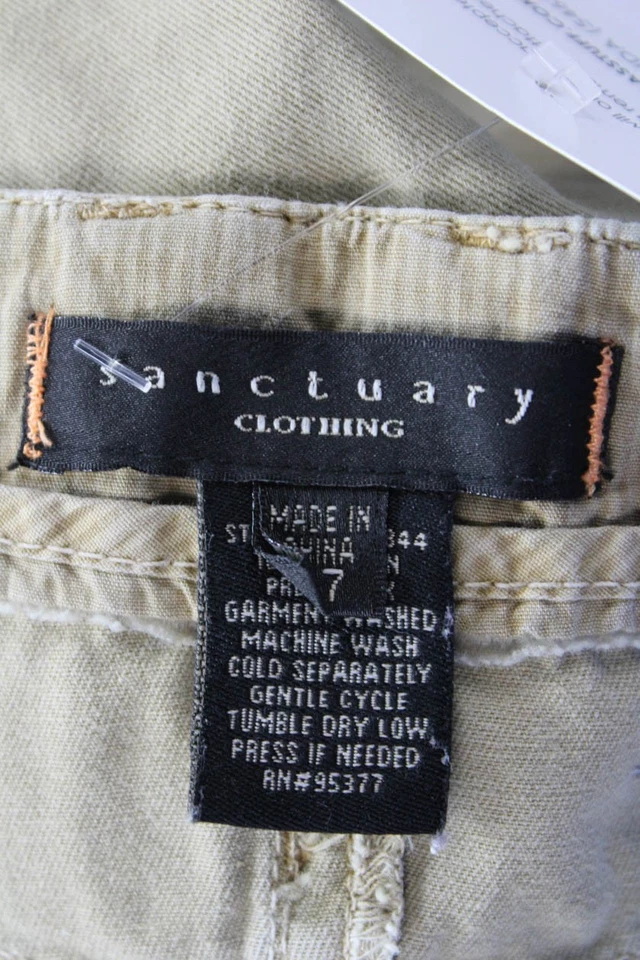 sanctuary
CLOTHING
MADE IN
CHINA
7
344
GARMENT WASHED
MACHINE WASH
COLD SEPARATELY
GENTLE CYCLE
TUMBLE DRY LOW
PRESS IF NEEDED
RN#95377